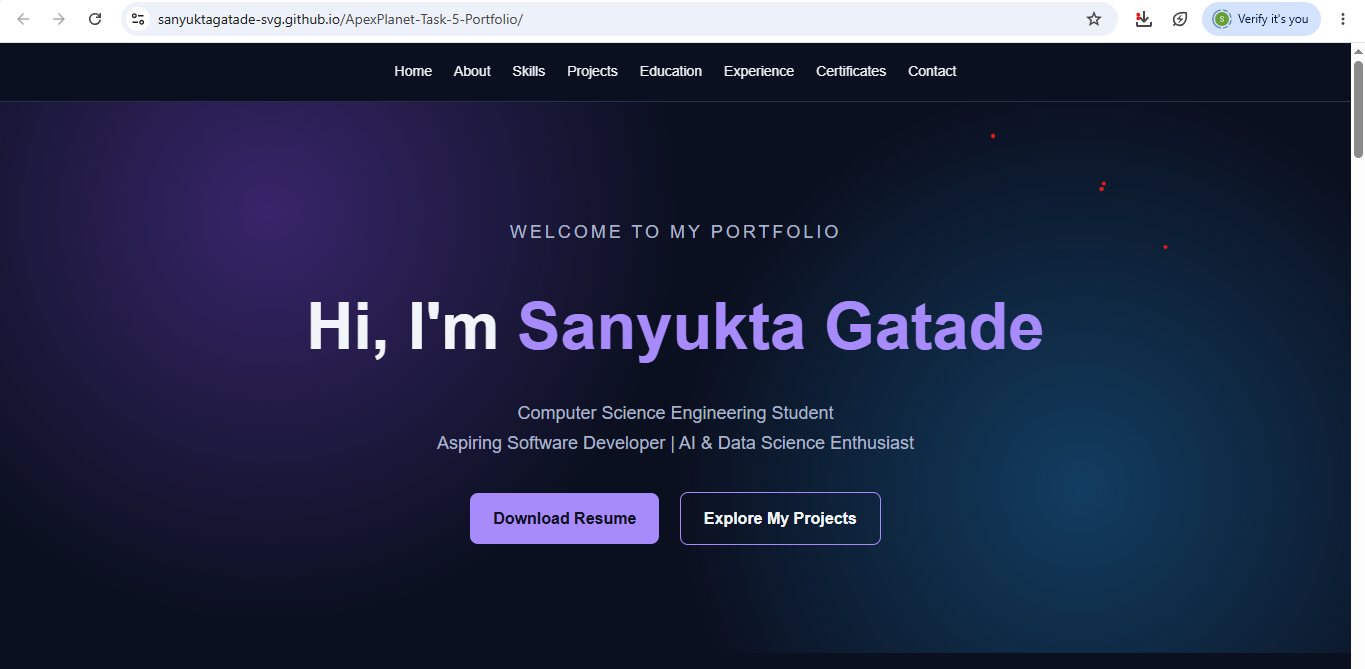 sanyuktagatade-svg.github.io/ApexPlanet-Task-5-Portfolio/
S
Verify it's you
Home About Skills Projects Education Experience Certificates Contact
WELCOME TO MY PORTFOLIO
Hi, I'm Sanyukta Gatade
Computer Science Engineering Student
Aspiring Software Developer | AI & Data Science Enthusiast
Download Resume Explore My Projects